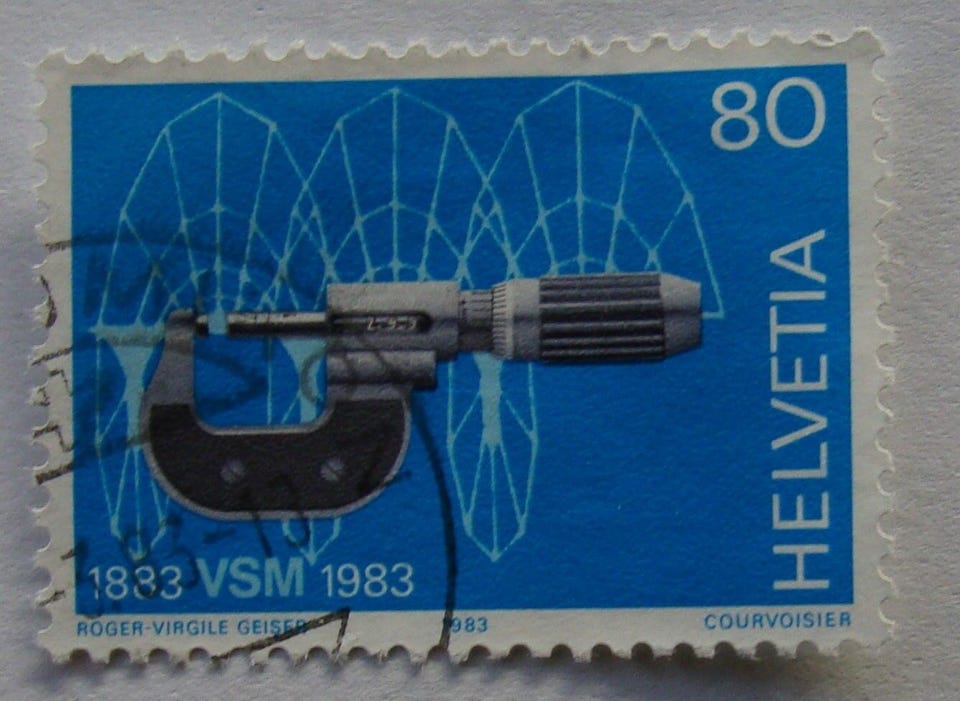 80
HELVETIA
1883 VSM 1983
ROGER-VIRGILE GEISER 1983 COURVOISIER